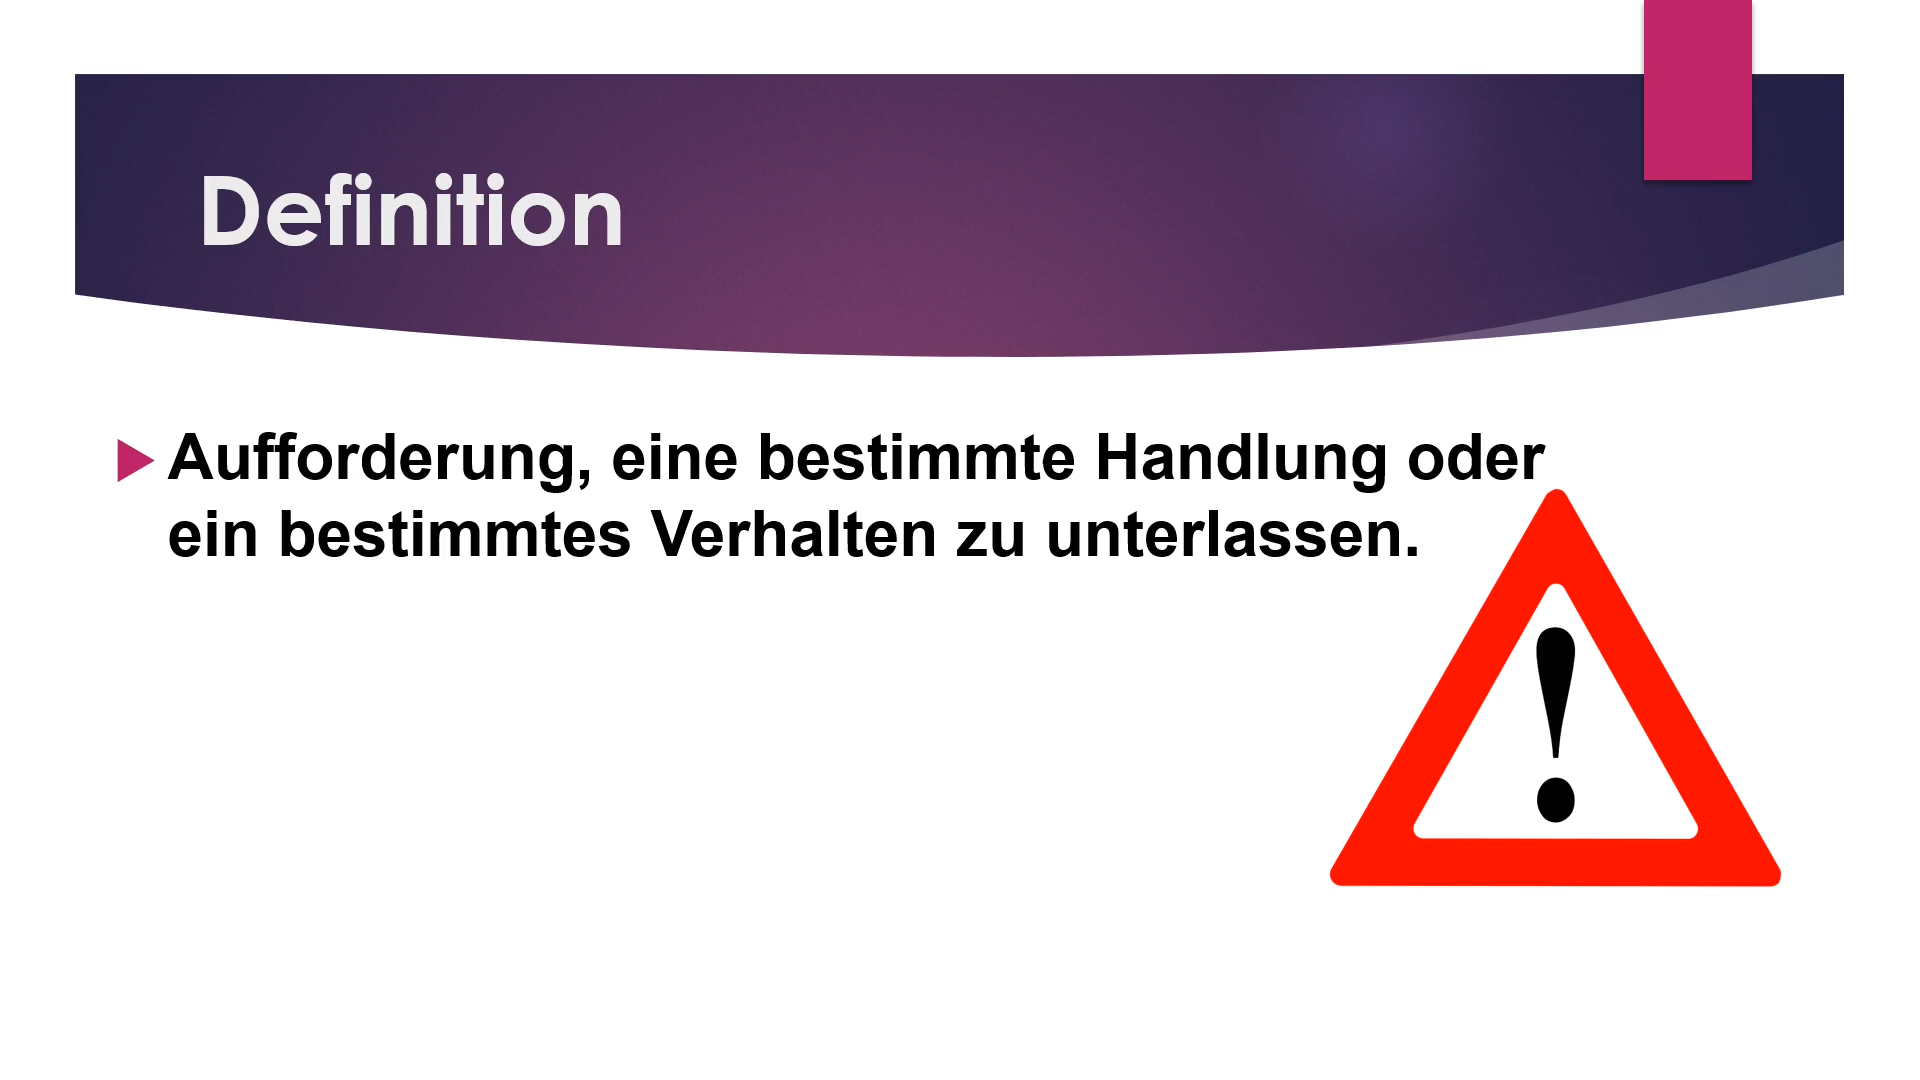 Definition
Aufforderung, eine bestimmte Handlung oder
ein bestimmtes Verhalten zu unterlassen.
!